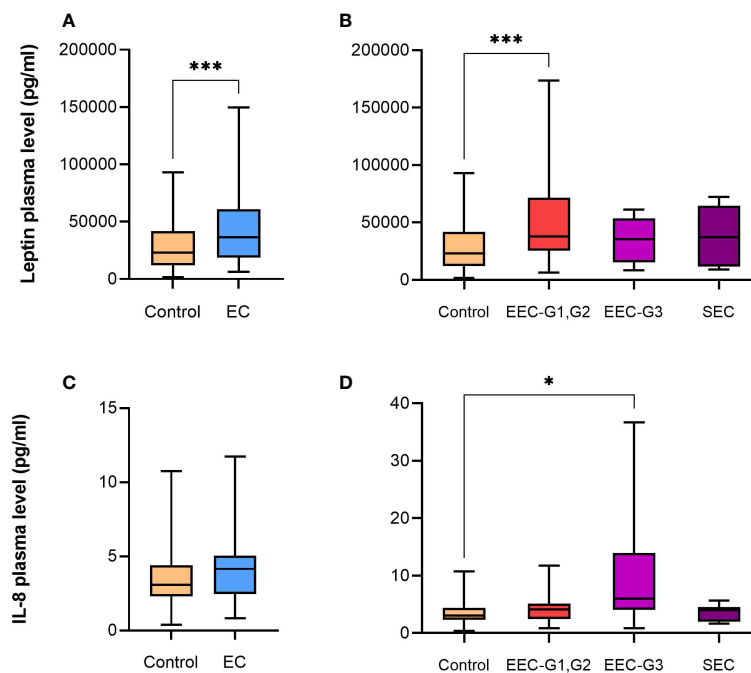 A
Leptin plasma level (pg/ml)
200000
150000
100000
50000
0
***
Control
EC
B
200000
150000
100000
50000
0
***
Control
EEC-G1,G2
EEC-G3
SEC
C
IL-8 plasma level (pg/ml)
15
10
5
0
Control
EC
D
40
30
20
10
0
*
Control
EEC-G1,G2
EEC-G3
SEC